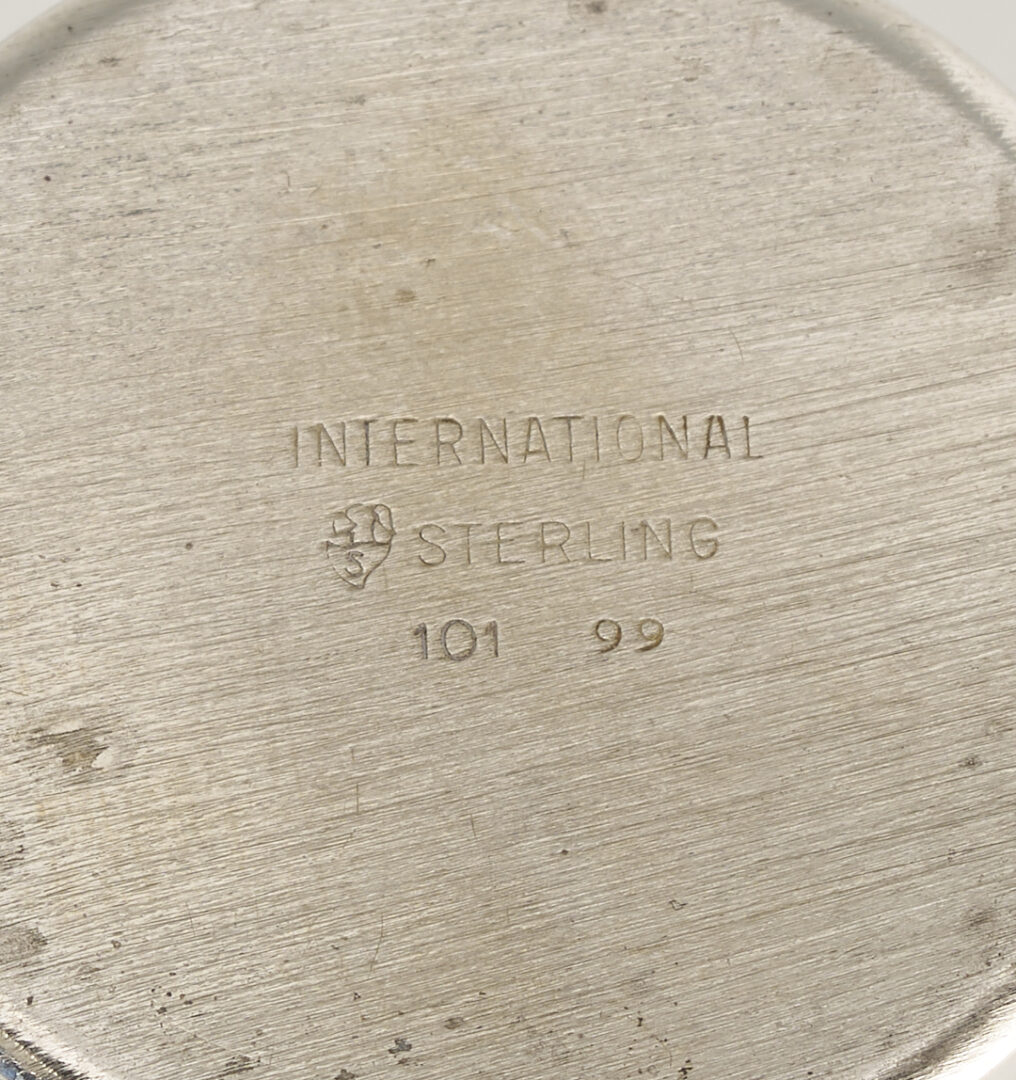 INTERNATIONAL
S STERLING
101 99